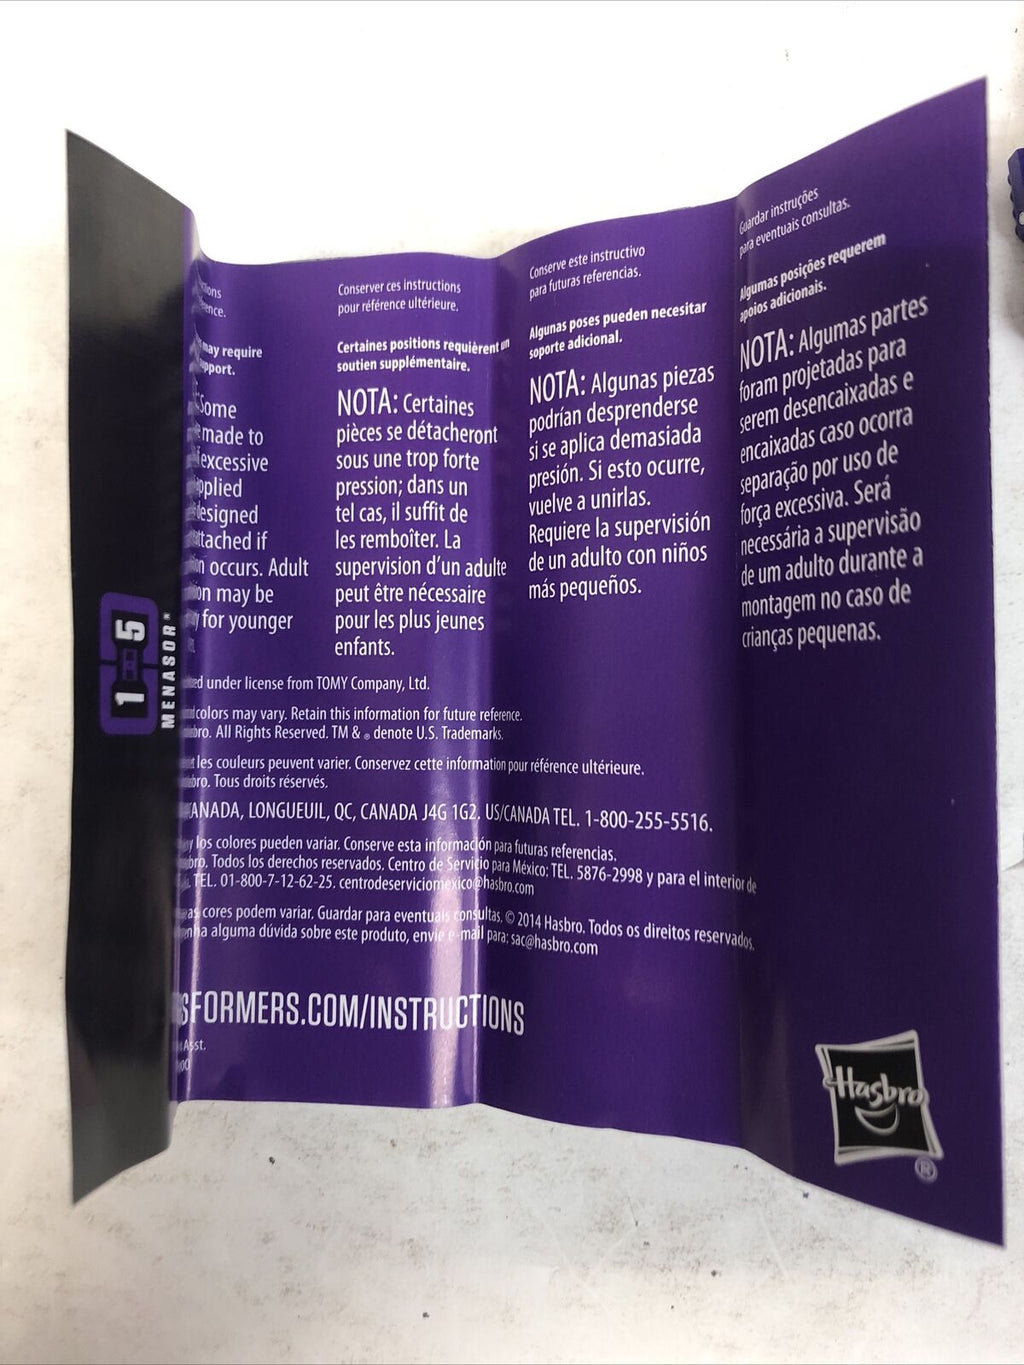 1 5
MENASOR*
may require
Some
made to
excessive
applied
designed
attached if
occurs. Adult
may be
for younger
Conserver ces instructions
pour référence ultérieure.
Certaines positions requièrent un
soutien supplémentaire.
NOTA: Certaines
pièces se détacheront
sous une trop forte
pression; dans un
tel cas, il suffit de
les remboîter. La
supervision d'un adulte
peut être nécessaire
pour les plus jeunes
enfants.
Conserve este instructivo
para futuras referencias.
Algunas poses pueden necesitar
soporte adicional.
NOTA: Algunas piezas
podrían desprenderse
si se aplica demasiada
presión. Si esto ocurre,
vuelve a unirlas.
Requiere la supervisión
de un adulto con niños
más pequeños.
Guardar instruções
para eventuais consultas.
Algumas posições requerem
apoios adicionais.
NOTA: Algumas partes
foram projetadas para
serem desencaixadas e
encaixadas caso ocorra
separação por uso de
força excessiva. Será
necessária a supervisão
de um adulto durante a
montagem no caso de
crianças pequenas.
under license from TOMY Company, Ltd.
colors may vary. Retain this information for future reference.
All Rights Reserved. TM & ® denote U.S. Trademarks.
les couleurs peuvent varier. Conservez cette information pour référence ultérieure.
Tous droits réservés.
CANADA, LONGUEUIL, QC, CANADA J4G 1G2. US/CANADA TEL. 1-800-255-5516.
los colores pueden variar. Conserve esta información para futuras referencias.
Todos los derechos reservados. Centro de Servicio para México: TEL. 5876-2998 y para el interior de
TEL. 01-800-7-12-62-25. centrodeserviciomexico@hasbro.com
as cores podem variar. Guardar para eventuais consultas. © 2014 Hasbro. Todos os direitos reservados.
alguma dúvida sobre este produto, envie e-mail para: sac@hasbro.com
SFORMERS.COM/INSTRUCTIONS
Asst.
Hasbro
®